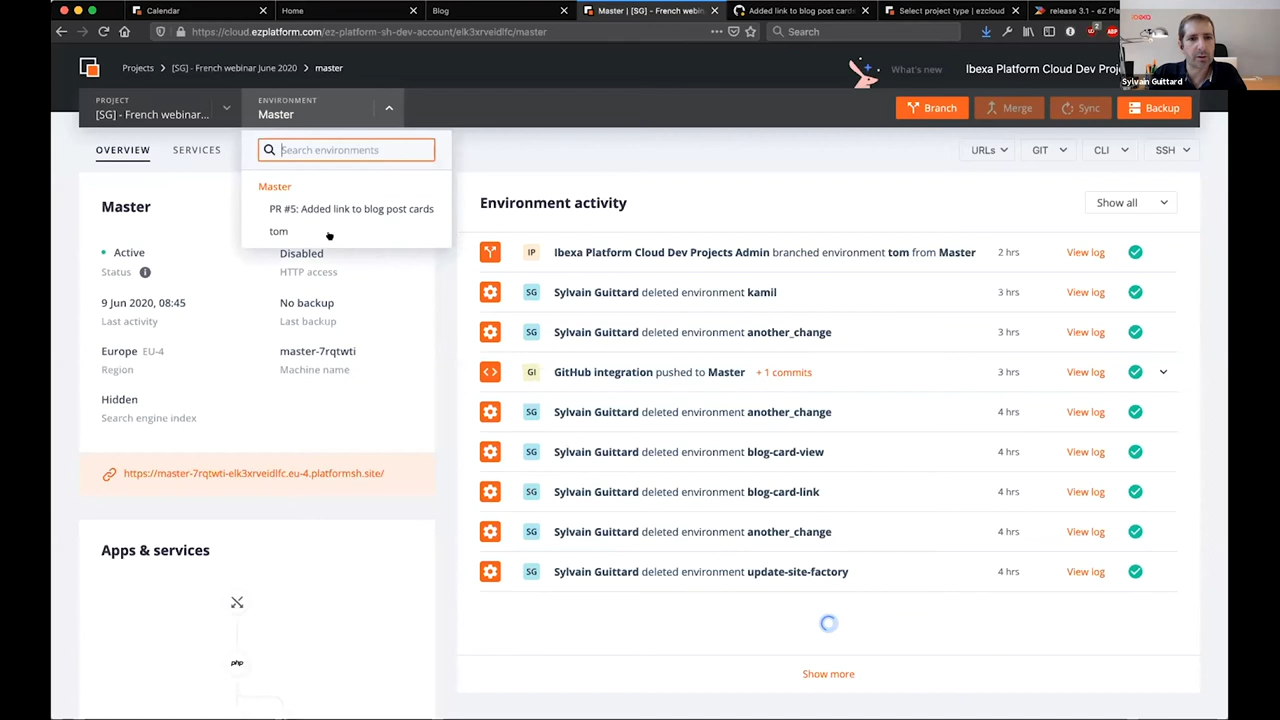 Calendar
Home
Blog
Master | [SG] - French webinar
Added link to blog post cards
Select project type | ezcloud
release 3.1 - eZ Pla
https://cloud.ezplatform.com/ez-platform-sh-dev-account/elk3xrveidlfc/master
Search
ibexa
Sylvain Guittard
Projects
[SG] - French webinar June 2020
master
What's new
Ibexa Platform Cloud Dev Proje
PROJECT
[SG] - French webinar...
ENVIRONMENT
Master
Branch
Merge
Sync
Backup
OVERVIEW
SERVICES
Search environments
URLs
GIT
CLI
SSH
Master
PR #5: Added link to blog post cards
tom
Master
Active
Status
Disabled
HTTP access
9 Jun 2020, 08:45
Last activity
No backup
Last backup
Europe EU-4
Region
master-7rqtwti
Machine name
Hidden
Search engine index
https://master-7rqtwti-elk3xrveidlfc.eu-4.platformsh.site/
Apps & services
php
Environment activity
Show all
IP Ibexa Platform Cloud Dev Projects Admin branched environment tom from Master 2 hrs View log
SG Sylvain Guittard deleted environment kamil 3 hrs View log
SG Sylvain Guittard deleted environment another_change 3 hrs View log
GI GitHub integration pushed to Master + 1 commits 3 hrs View log
SG Sylvain Guittard deleted environment another_change 4 hrs View log
SG Sylvain Guittard deleted environment blog-card-view 4 hrs View log
SG Sylvain Guittard deleted environment blog-card-link 4 hrs View log
SG Sylvain Guittard deleted environment another_change 4 hrs View log
SG Sylvain Guittard deleted environment update-site-factory 4 hrs View log
Show more